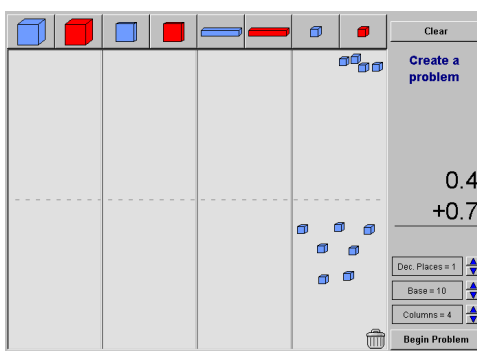 Clear
Create a
problem
0.4
+0.7
Dec. Places = 1
Base = 10
Columns = 4
Begin Problem